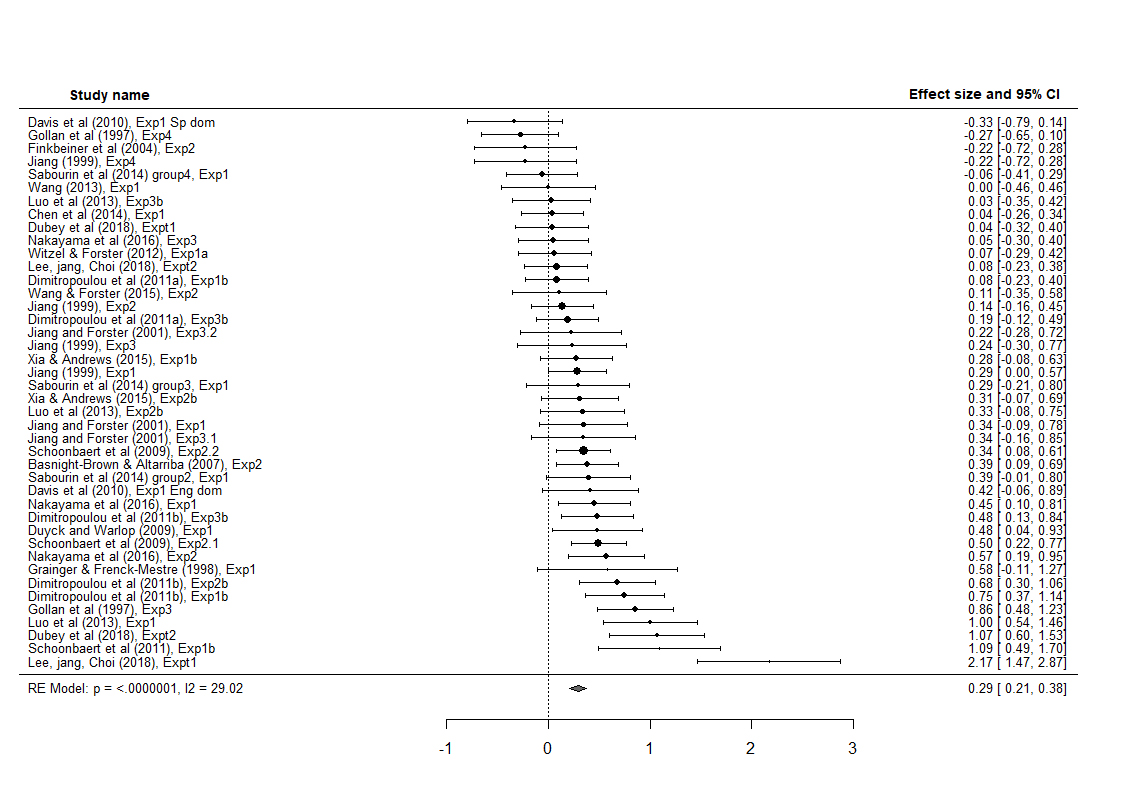 Study name Effect size and 95% CI
Davis et al (2010), Exp1 Sp dom -0.33 [-0.79, 0.14]
Gollan et al (1997), Exp4 -0.27 [-0.65, 0.10]
Finkbeiner et al (2004), Exp2 -0.22 [-0.72, 0.28]
Jiang (1999), Exp4 -0.22 [-0.72, 0.28]
Sabourin et al (2014) group4, Exp1 -0.06 [-0.41, 0.29]
Wang (2013), Exp1 0.00 [-0.46, 0.46]
Luo et al (2013), Exp3b 0.03 [-0.35, 0.42]
Chen et al (2014), Exp1 0.04 [-0.26, 0.34]
Dubey et al (2018), Expt1 0.04 [-0.32, 0.40]
Nakayama et al (2016), Exp3 0.05 [-0.30, 0.40]
Witzel & Forster (2012), Exp1a 0.07 [-0.29, 0.42]
Lee, jang, Choi (2018), Expt2 0.08 [-0.23, 0.38]
Dimitropoulou et al (2011a), Exp1b 0.08 [-0.23, 0.40]
Wang & Forster (2015), Exp2 0.11 [-0.35, 0.58]
Jiang (1999), Exp2 0.14 [-0.16, 0.45]
Dimitropoulou et al (2011a), Exp3b 0.19 [-0.12, 0.49]
Jiang and Forster (2001), Exp3.2 0.22 [-0.28, 0.72]
Jiang (1999), Exp3 0.24 [-0.30, 0.77]
Xia & Andrews (2015), Exp1b 0.28 [-0.08, 0.63]
Jiang (1999), Exp1 0.29 [ 0.00, 0.57]
Sabourin et al (2014) group3, Exp1 0.29 [-0.21, 0.80]
Xia & Andrews (2015), Exp2b 0.31 [-0.07, 0.69]
Luo et al (2013), Exp2b 0.33 [-0.08, 0.75]
Jiang and Forster (2001), Exp1 0.34 [-0.09, 0.78]
Jiang and Forster (2001), Exp3.1 0.34 [-0.16, 0.85]
Schoonbaert et al (2009), Exp2.2 0.34 [ 0.08, 0.61]
Basnight-Brown & Altarriba (2007), Exp2 0.39 [ 0.09, 0.69]
Sabourin et al (2014) group2, Exp1 0.39 [-0.01, 0.80]
Davis et al (2010), Exp1 Eng dom 0.42 [-0.06, 0.89]
Nakayama et al (2016), Exp1 0.45 [ 0.10, 0.81]
Dimitropoulou et al (2011b), Exp3b 0.48 [ 0.13, 0.84]
Duyck and Warlop (2009), Exp1 0.48 [ 0.04, 0.93]
Schoonbaert et al (2009), Exp2.1 0.50 [ 0.22, 0.77]
Nakayama et al (2016), Exp2 0.57 [ 0.19, 0.95]
Grainger & Frenck-Mestre (1998), Exp1 0.58 [-0.11, 1.27]
Dimitropoulou et al (2011b), Exp2b 0.68 [ 0.30, 1.06]
Dimitropoulou et al (2011b), Exp1b 0.75 [ 0.37, 1.14]
Gollan et al (1997), Exp3 0.86 [ 0.48, 1.23]
Luo et al (2013), Exp1 1.00 [ 0.54, 1.46]
Dubey et al (2018), Expt2 1.07 [ 0.60, 1.53]
Schoonbaert et al (2011), Exp1b 1.09 [ 0.49, 1.70]
Lee, jang, Choi (2018), Expt1 2.17 [ 1.47, 2.87]
RE Model: p = <.0000001, I2 = 29.02 0.29 [ 0.21, 0.38]
-1 0 1 2 3